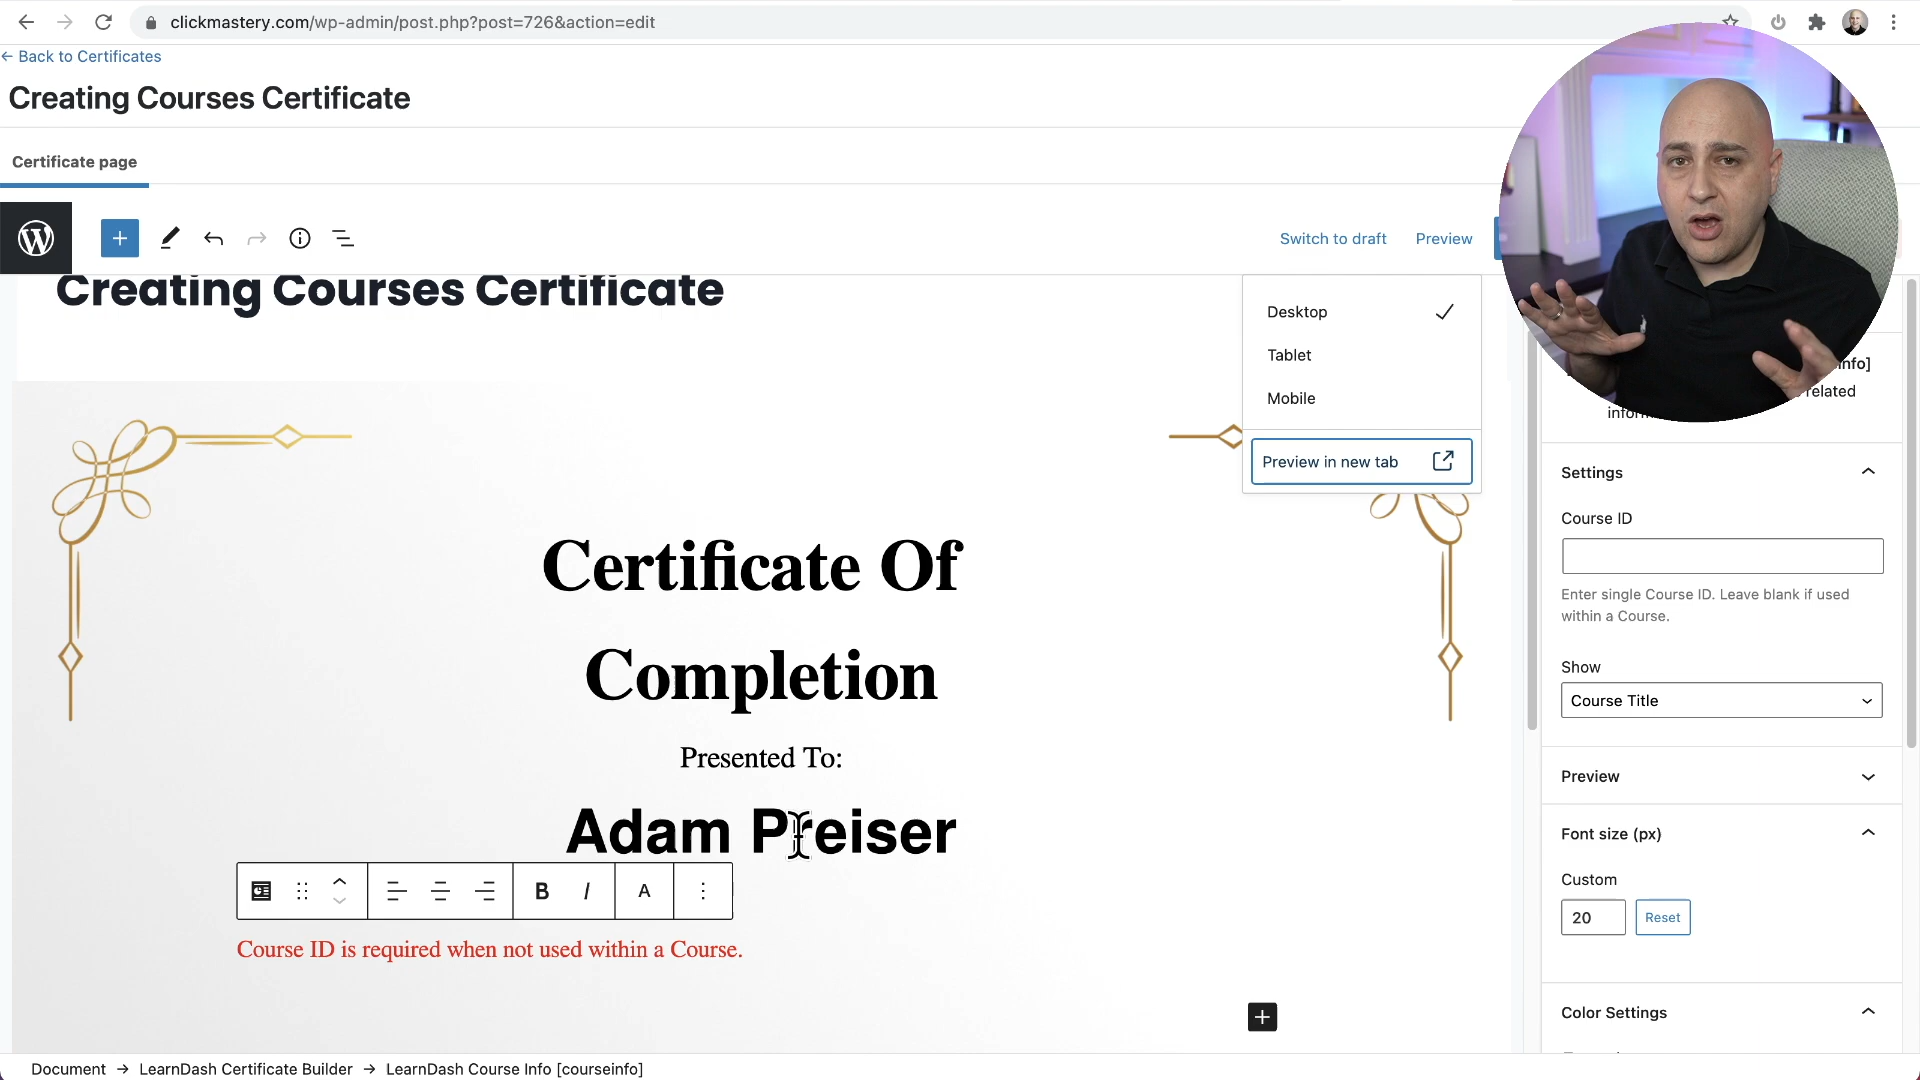 clickmastery.com/wp-admin/post.php?post=726&action=edit
← Back to Certificates
Creating Courses Certificate
Certificate page
Switch to draft
Preview
Creating Courses Certificate
Desktop
Tablet
Mobile
Preview in new tab
Certificate Of
Completion
Presented To:
Adam Preiser
B I A
Course ID is required when not used within a Course.
related
Settings
Course ID
Enter single Course ID. Leave blank if used
within a Course.
Show
Course Title
Preview
Font size (px)
Custom
20
Reset
Color Settings
Document → LearnDash Certificate Builder → LearnDash Course Info [courseinfo]